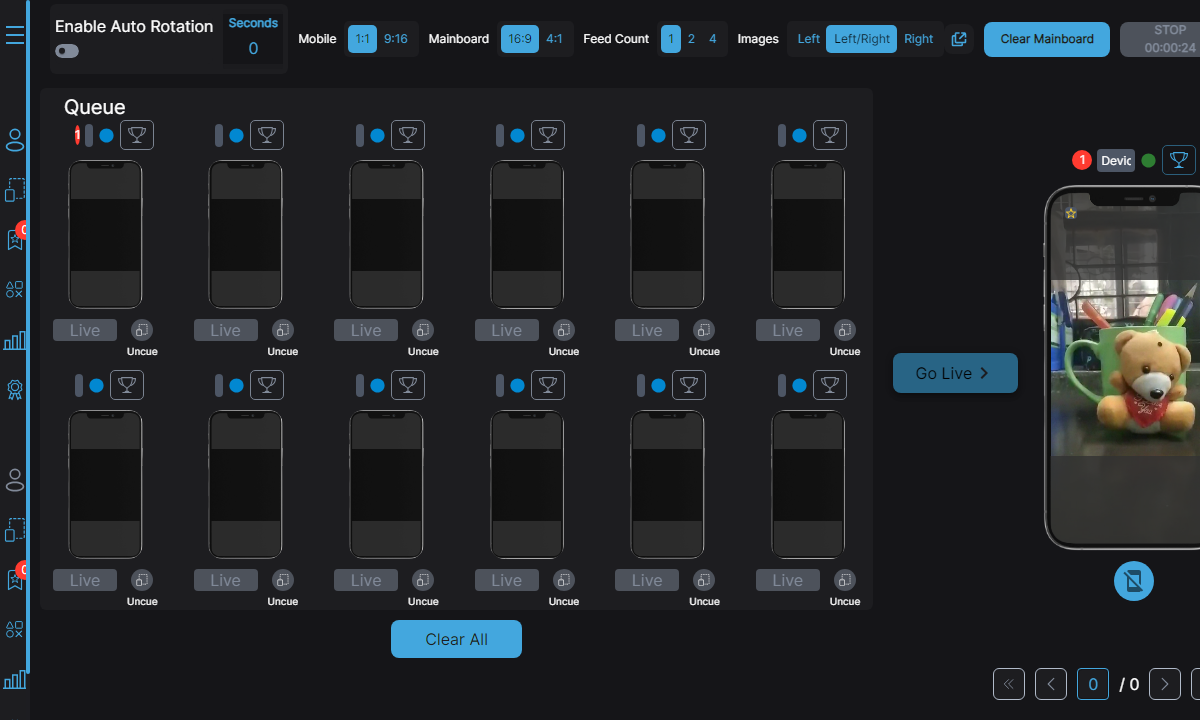 Enable Auto Rotation
Seconds
0
Mobile 1:1 9:16 Mainboard 16:9 4:1 Feed Count 1 2 4 Images Left Left/Right Right Clear Mainboard
STOP
00:00:24
Queue
1
Live Live Live Live Live Live
Uncue Uncue Uncue Uncue Uncue Uncue
Live Live Live Live Live Live
Uncue Uncue Uncue Uncue Uncue Uncue
Clear All
Go Live
1 Devic
0 / 0